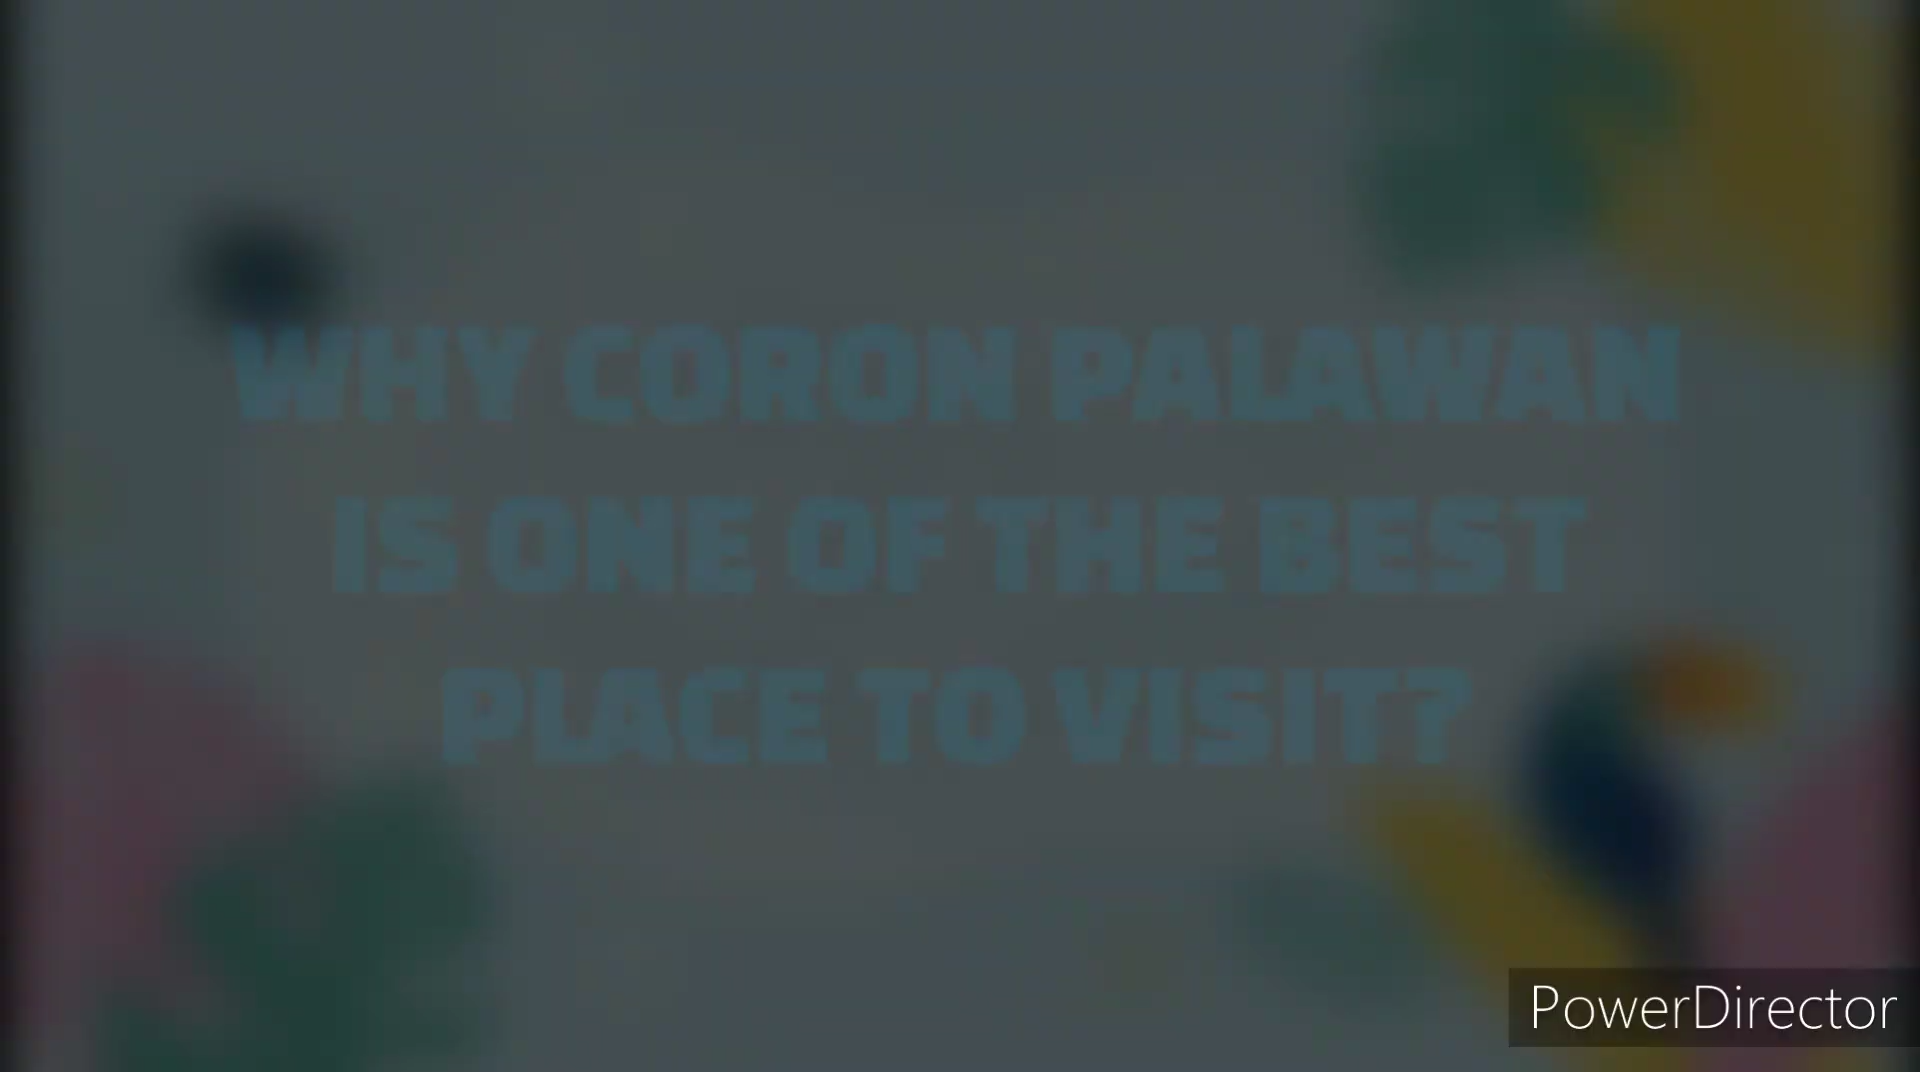 WHY CORON PALAWAN
IS ONE OF THE BEST
PLACE TO VISIT?
PowerDirector